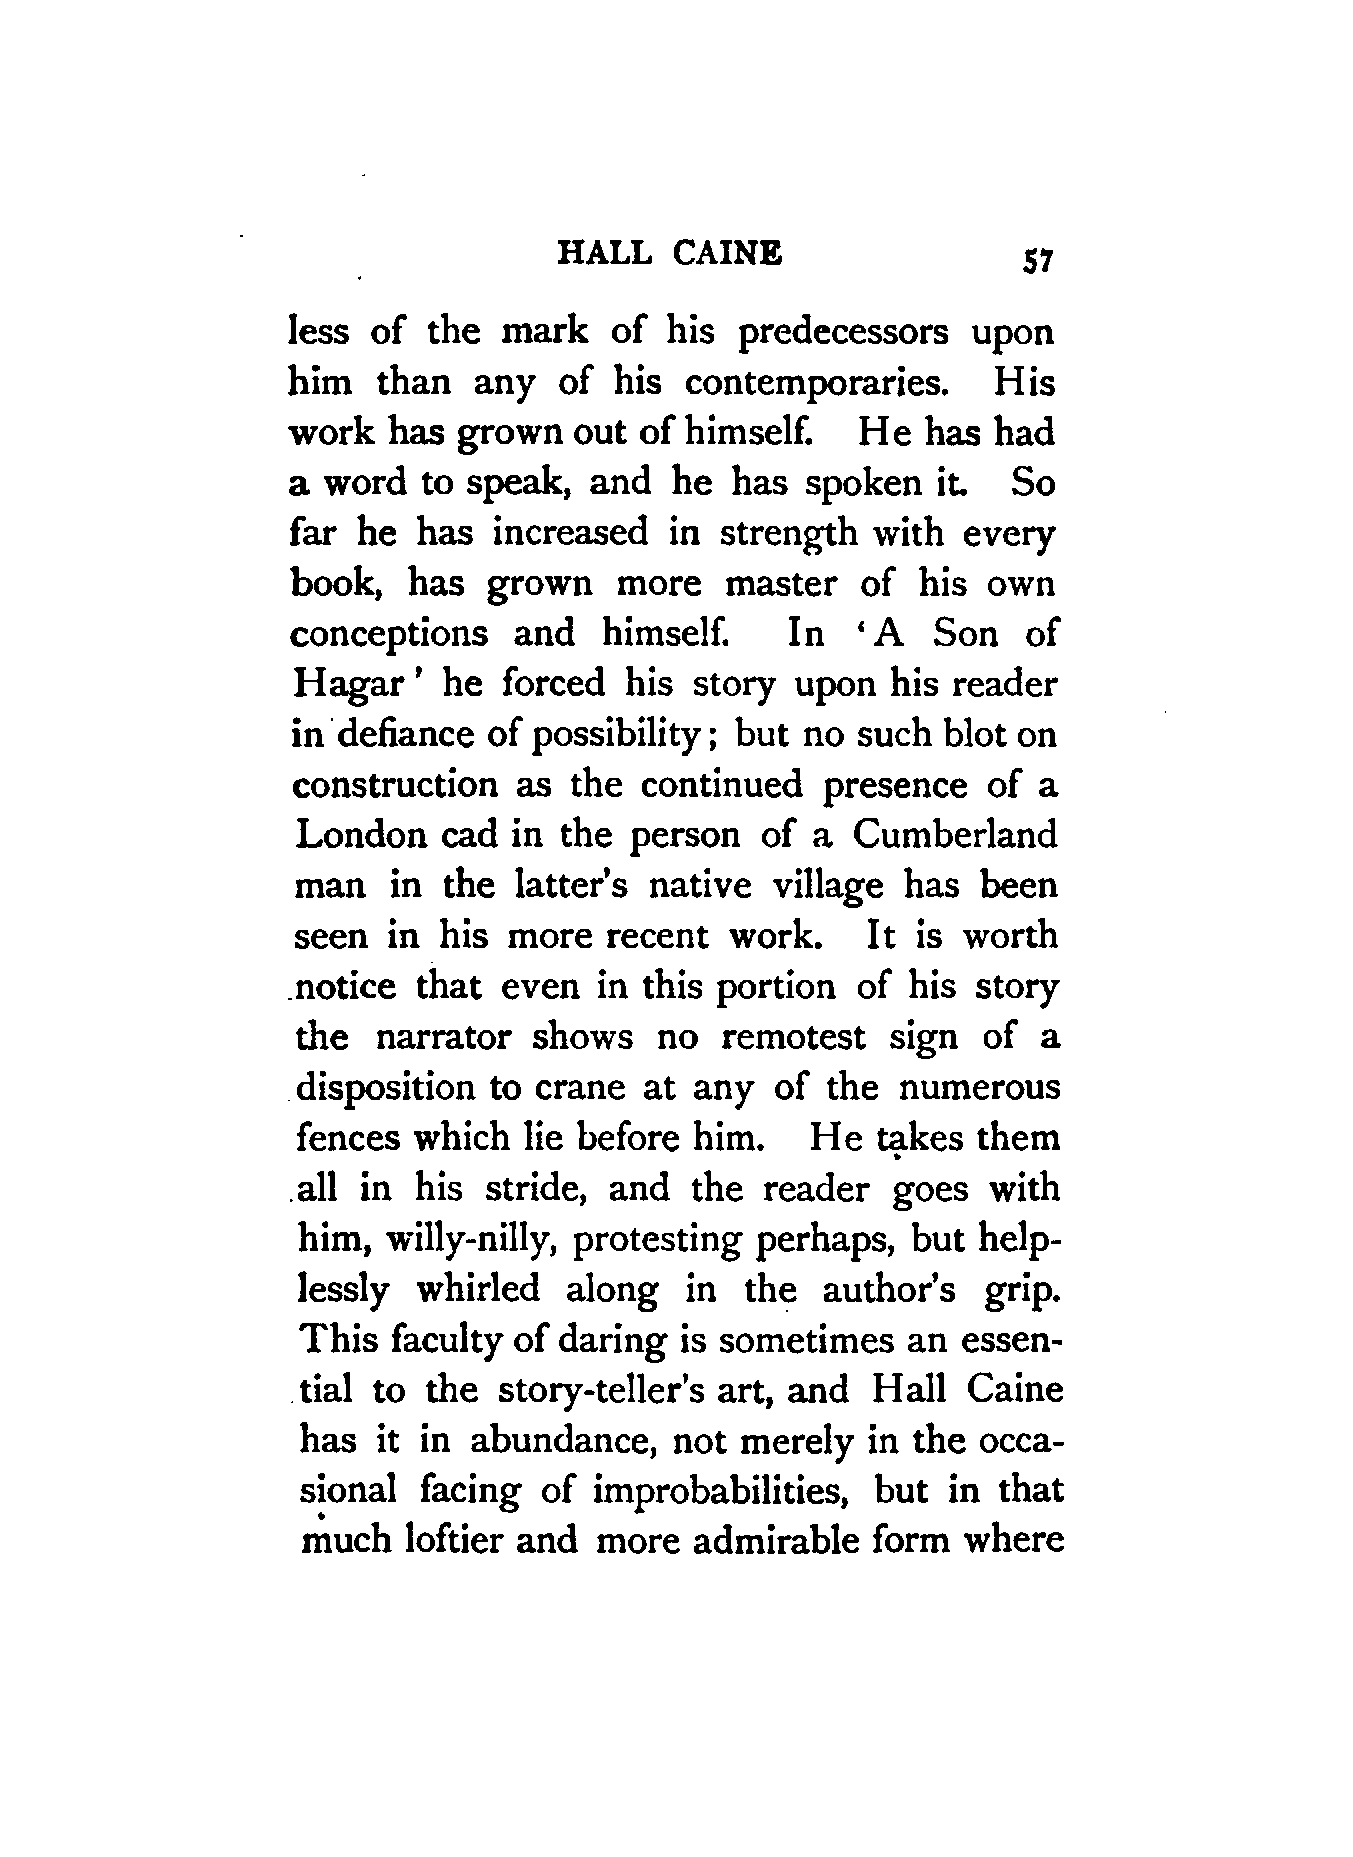 HALL CAINE 57
less of the mark of his predecessors upon
him than any of his contemporaries. His
work has grown out of himself. He has had
a word to speak, and he has spoken it. So
far he has increased in strength with every
book, has grown more master of his own
conceptions and himself. In ‘A Son of
Hagar’ he forced his story upon his reader
in defiance of possibility; but no such blot on
construction as the continued presence of a
London cad in the person of a Cumberland
man in the latter's native village has been
seen in his more recent work. It is worth
notice that even in this portion of his story
the narrator shows no remotest sign of a
disposition to crane at any of the numerous
fences which lie before him. He takes them
all in his stride, and the reader goes with
him, willy-nilly, protesting perhaps, but help-
lessly whirled along in the author's grip.
This faculty of daring is sometimes an essen-
tial to the story-teller's art, and Hall Caine
has it in abundance, not merely in the occa-
sional facing of improbabilities, but in that
much loftier and more admirable form where